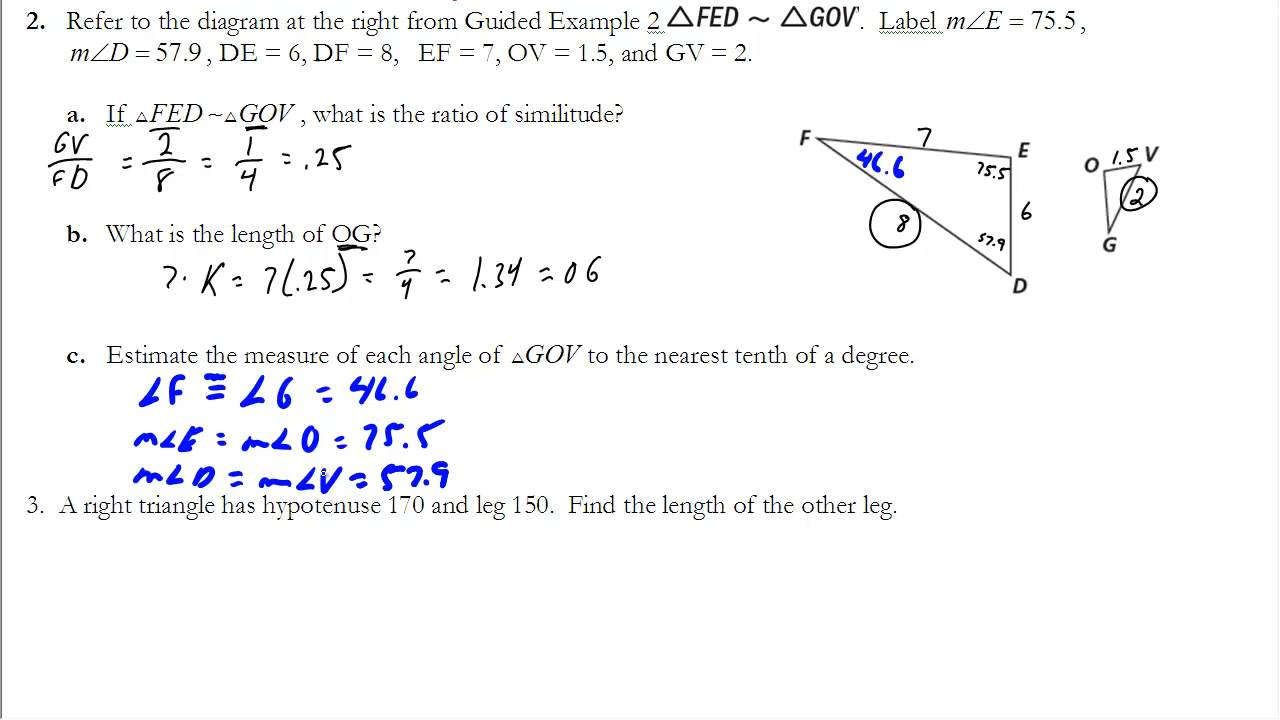 2. Refer to the diagram at the right from Guided Example 2 △FED ~ △GOV. Label m∠E = 75.5,
m∠D = 57.9, DE = 6, DF = 8, EF = 7, OV = 1.5, and GV = 2.
a. If △FED ~ △GOV, what is the ratio of similitude?
GV/FD = 2/8 = 1/4 = .25
F 7 E
46.6 75.5
8 6
57.9
D
O 1.5 V
2
G
b. What is the length of OG?
7. K = 7(.25) = 7/4 = 1.34 = 06
c. Estimate the measure of each angle of △GOV to the nearest tenth of a degree.
∠F ≅ ∠G = 46.6
m∠E = m∠O = 75.5
m∠D = m∠V = 57.9
3. A right triangle has hypotenuse 170 and leg 150. Find the length of the other leg.